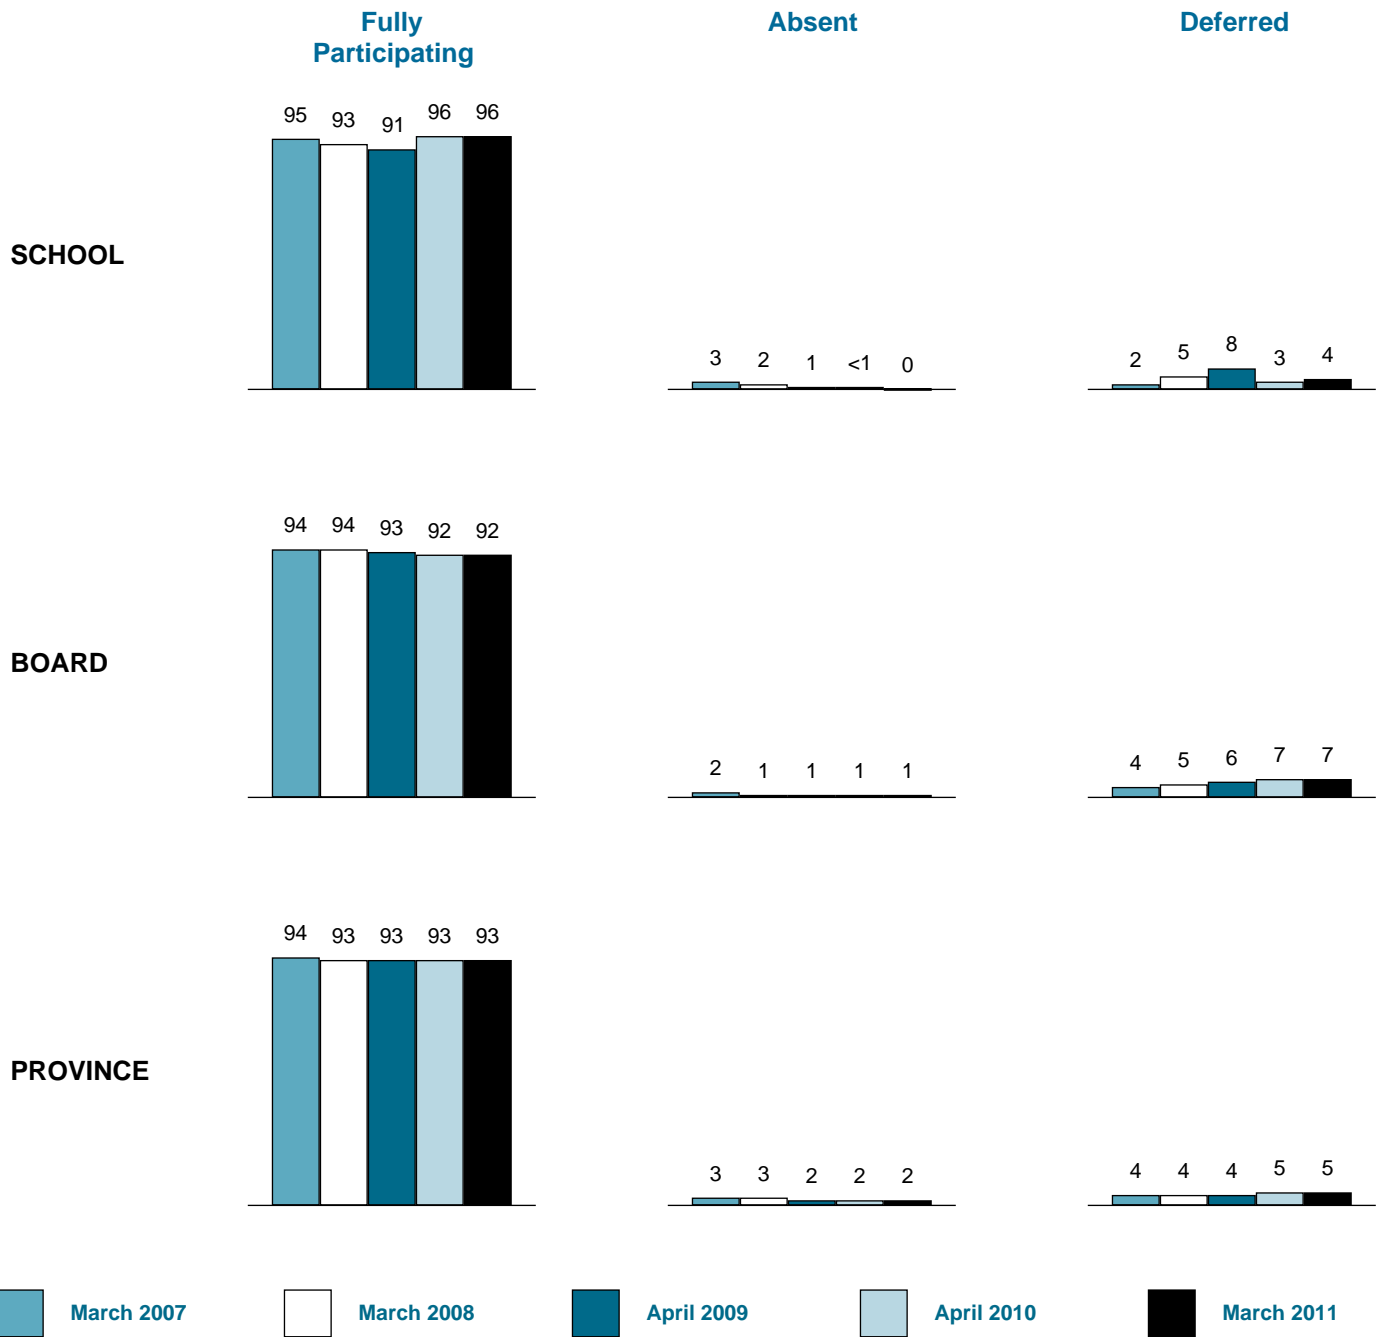 Fully
Participating
Absent
Deferred
95 93 91 96 96
SCHOOL
3 2 1 <1 0
2 5 8 3 4
94 94 93 92 92
BOARD
2 1 1 1 1
4 5 6 7 7
94 93 93 93 93
PROVINCE
3 3 2 2 2
4 4 4 5 5
March 2007
March 2008
April 2009
April 2010
March 2011